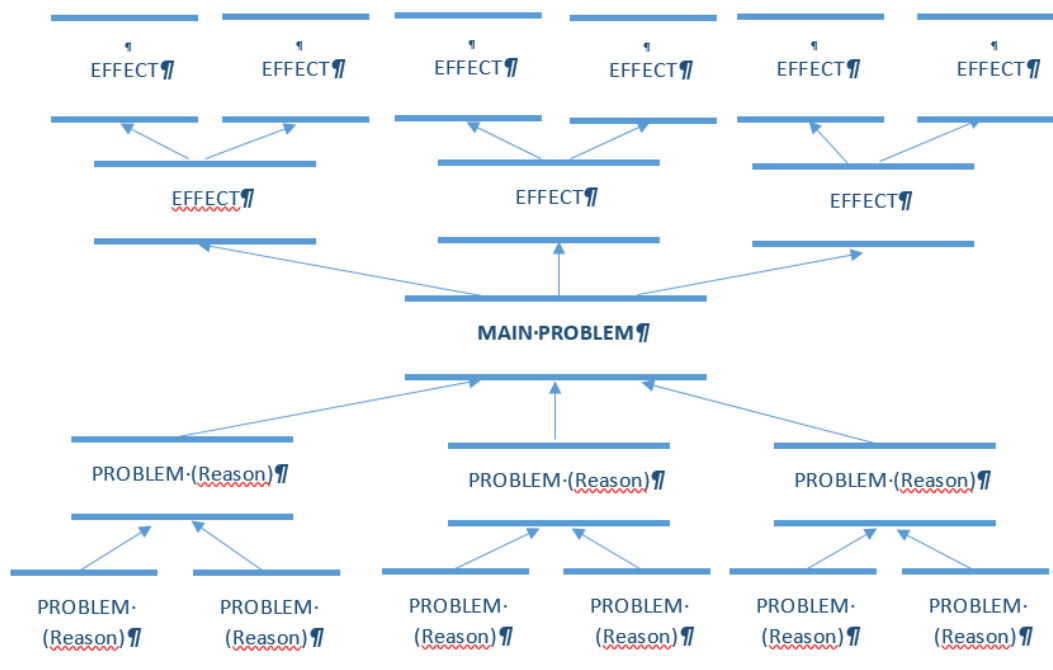 ¶ ¶ ¶ ¶ ¶ ¶
EFFECT¶ EFFECT¶ EFFECT¶ EFFECT¶ EFFECT¶ EFFECT¶
EFFECT¶ EFFECT¶ EFFECT¶
MAIN·PROBLEM¶
PROBLEM·(Reason)¶ PROBLEM·(Reason)¶ PROBLEM·(Reason)¶
PROBLEM· PROBLEM· PROBLEM· PROBLEM· PROBLEM· PROBLEM·
(Reason)¶ (Reason)¶ (Reason)¶ (Reason)¶ (Reason)¶ (Reason)¶